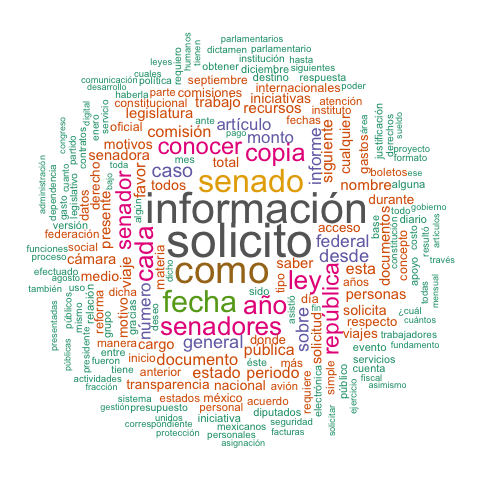 parlamentarios
dictamen parlamentario
leyes humanos institución hasta
cuales requiero tienen obtener diciembre siguientes
comunicación política septiembre destino respuesta
desarrollo parte comisiones internacionales poder
haberla constitucional trabajo iniciativas atención
servicio legislatura recursos fechas instituto
digital enero oficial ante artículo cualquier justificación
contratos motivos comisión pago monto siguiente gastos área derechos
congreso partido senadora conocer copia informe suedo
cuanto derechos mes caso total boletos ese proyecto
administración legislativo datos toda favor todos senado nombre alguna formato
dependencia gasto presente senador algún bajo información durante
versión federación cada solicito acceso todo gobierno
funciones social materia federal documentos base diario artículos
proceso cámara viaje dicho como desde concepto constitución resultó costo
efectuado medio saber ley esta apoyo través
agosto uso número sido tipo años
también reforma dicha deseo fecha año día república personas todas mensual
presentadas públicos relación motivo gracias senadores asistió sobre solicitud solicita ¿cuál
mismo grupo manera cargo general donde respecto cuántos
públicas presidente entre documento pública viajes trabajadores
fueron inicio estado periodo requiere simple evento fundamento
tiene anterior éste más fin servicios
actividades transparencia nacional avión electrónica público cuenta
fracción fiscal
sistema estados méxico acuerdo ejercicio asimismo
gestión presupuesto personal diputados solicitar
unidos iniciativa seguridad
correspondiente mexicanos facturas
protección personales
asignación